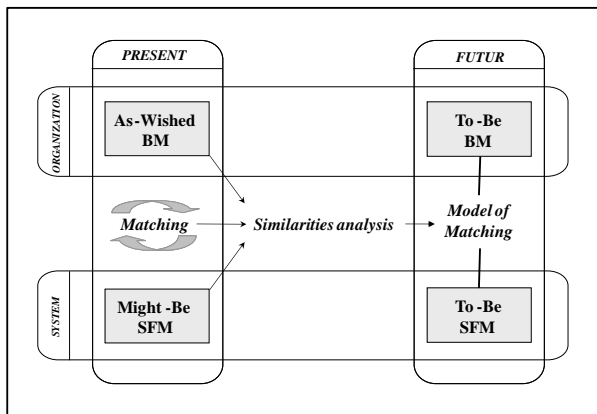 PRESENT
FUTUR
ORGANIZATION
As-Wished
BM
To -Be
BM
Matching
Similarities analysis
Model of
Matching
SYSTEM
Might -Be
SFM
To -Be
SFM